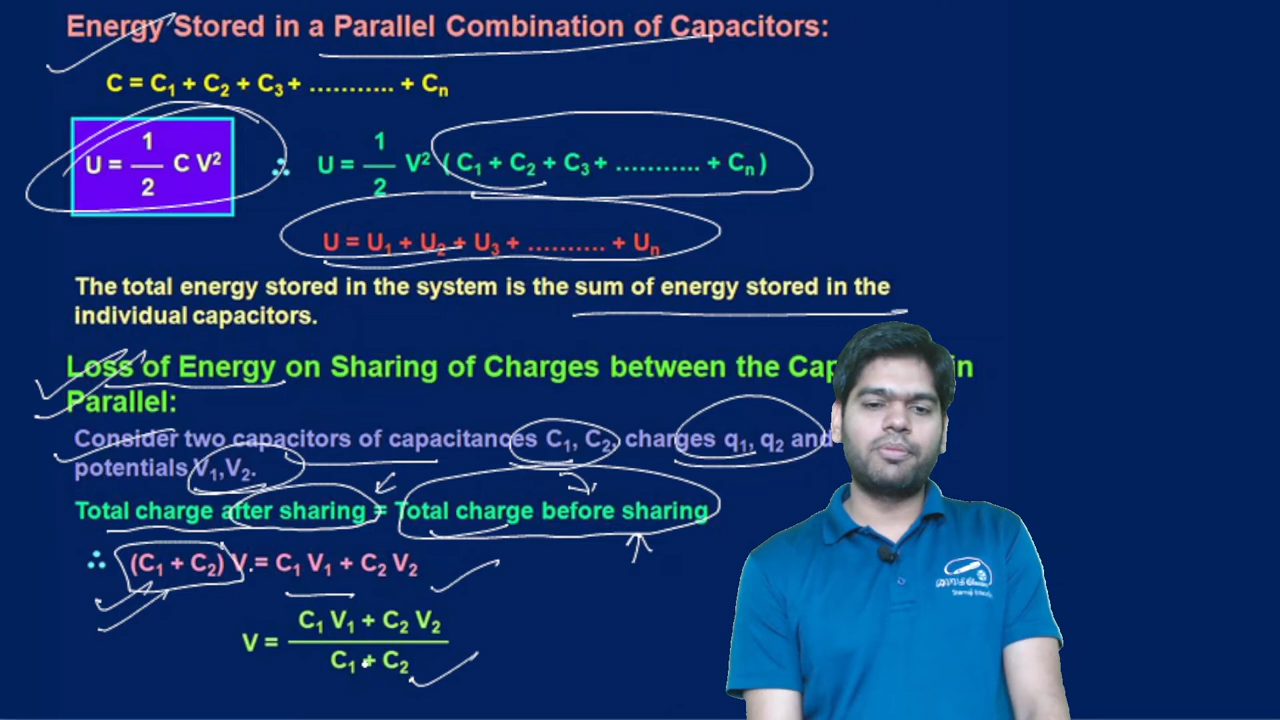 Energy Stored in a Parallel Combination of Capacitors:
C = C₁ + C₂ + C₃ + ……….. + Cₙ
U = 1/2 C V² ∴ U = 1/2 V² ( C₁ + C₂ + C₃ + ……….. + Cₙ )
U = U₁ + U₂ + U₃ + ………. + Uₙ
The total energy stored in the system is the sum of energy stored in the
individual capacitors.
Loss of Energy on Sharing of Charges between the Cap in
Parallel:
Consider two capacitors of capacitances C₁, C₂, charges q₁, q₂ and
potentials V₁,V₂.
Total charge after sharing = Total charge before sharing
∴ (C₁ + C₂) V = C₁ V₁ + C₂ V₂
V = (C₁ V₁ + C₂ V₂) / (C₁ + C₂)